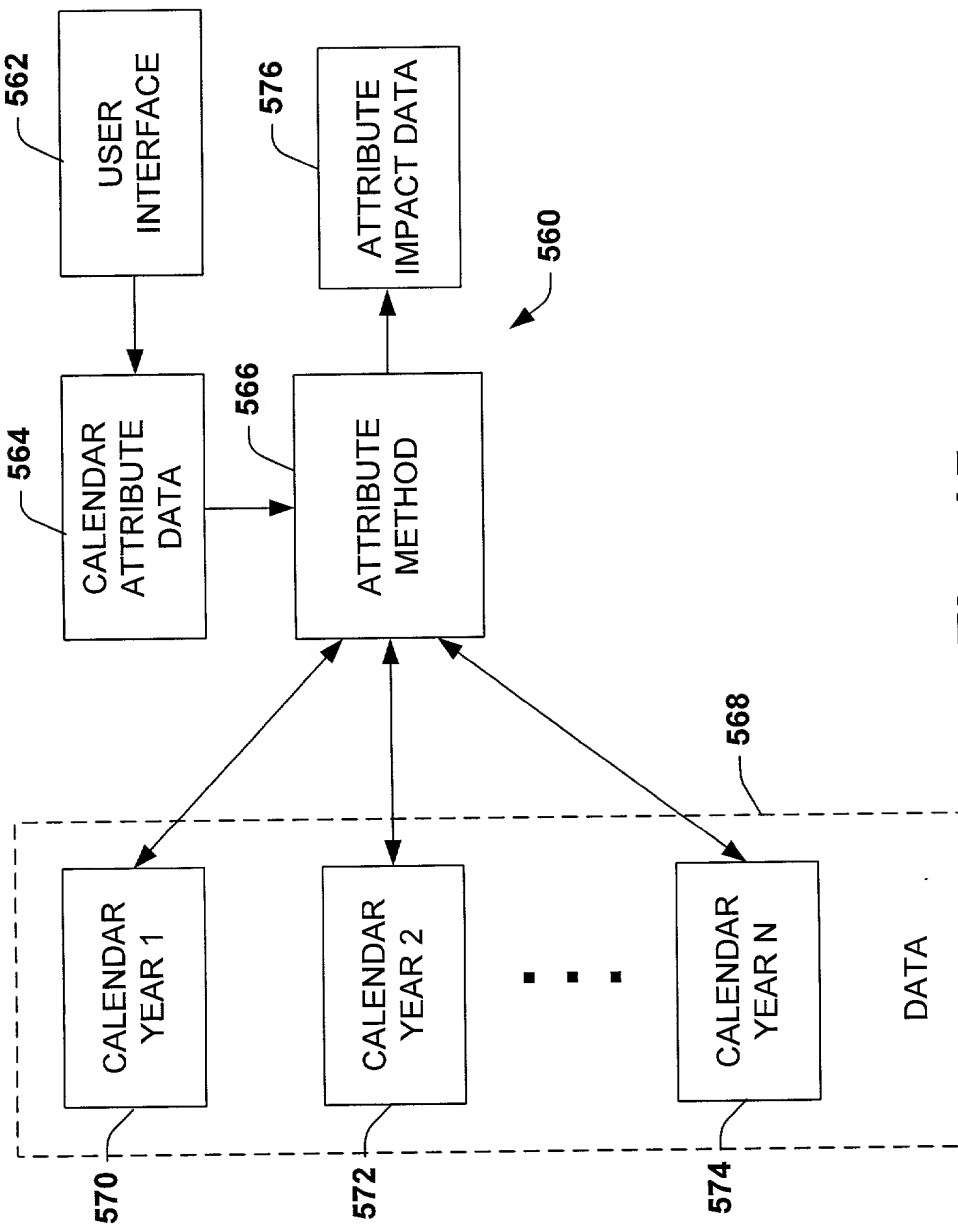 562
USER
INTERFACE
564
CALENDAR
ATTRIBUTE
DATA
566
ATTRIBUTE
METHOD
576
ATTRIBUTE
IMPACT DATA
560
568
570
CALENDAR
YEAR 1
572
CALENDAR
YEAR 2
574
CALENDAR
YEAR N
DATA